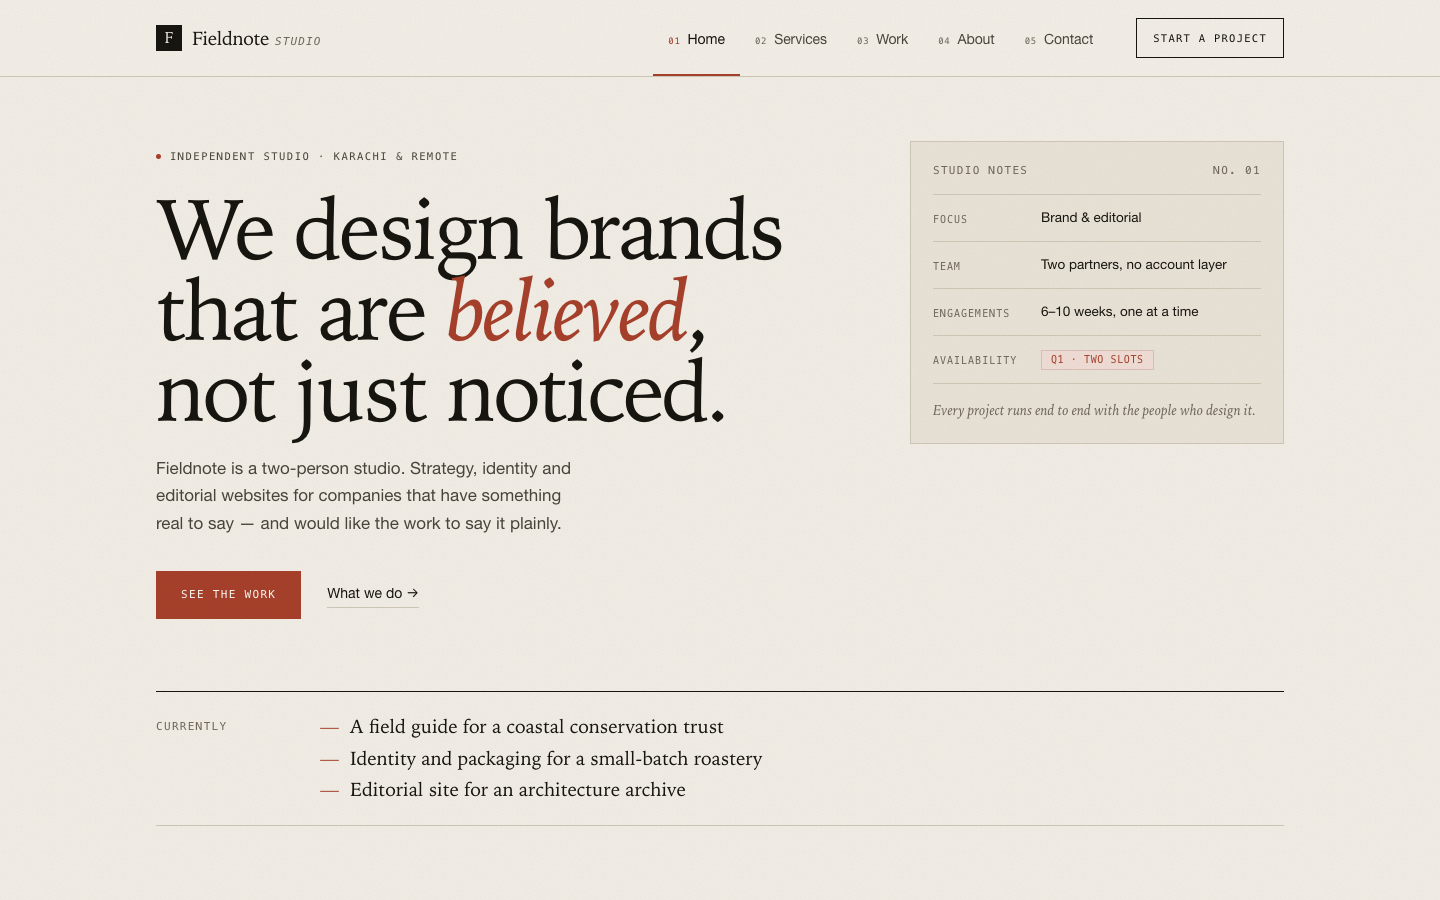 F Fieldnote STUDIO
01 Home 02 Services 03 Work 04 About 05 Contact START A PROJECT
INDEPENDENT STUDIO · KARACHI & REMOTE
We design brands
that are believed,
not just noticed.
Fieldnote is a two-person studio. Strategy, identity and
editorial websites for companies that have something
real to say — and would like the work to say it plainly.
SEE THE WORK What we do →
STUDIO NOTES NO. 01
FOCUS Brand & editorial
TEAM Two partners, no account layer
ENGAGEMENTS 6–10 weeks, one at a time
AVAILABILITY Q1 · TWO SLOTS
Every project runs end to end with the people who design it.
CURRENTLY
— A field guide for a coastal conservation trust
— Identity and packaging for a small-batch roastery
— Editorial site for an architecture archive